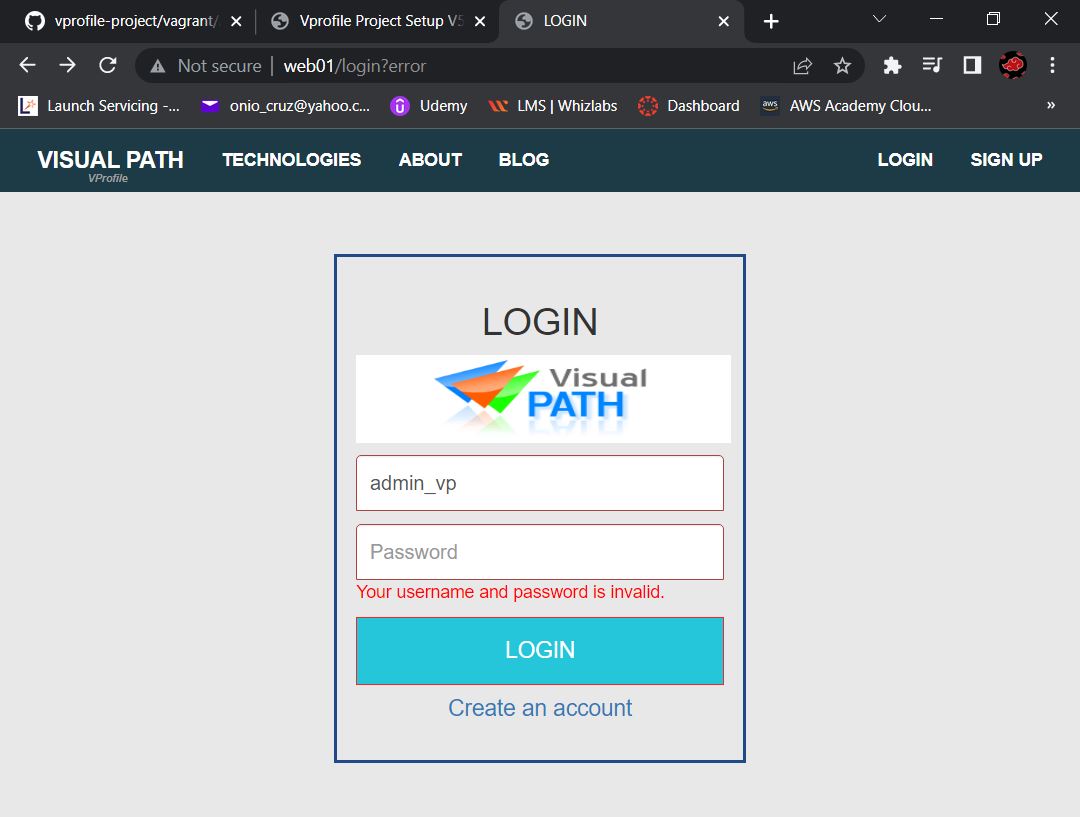 vprofile-project/vagrant/
Vprofile Project Setup V5
LOGIN
Not secure
web01/login?error
Launch Servicing -...
onio_cruz@yahoo.c...
Udemy
LMS | Whizlabs
Dashboard
aws
AWS Academy Clou...
»
VISUAL PATH
VProfile
TECHNOLOGIES
ABOUT
BLOG
LOGIN
SIGN UP
LOGIN
Visual
PATH
admin_vp
Password
Your username and password is invalid.
LOGIN
Create an account